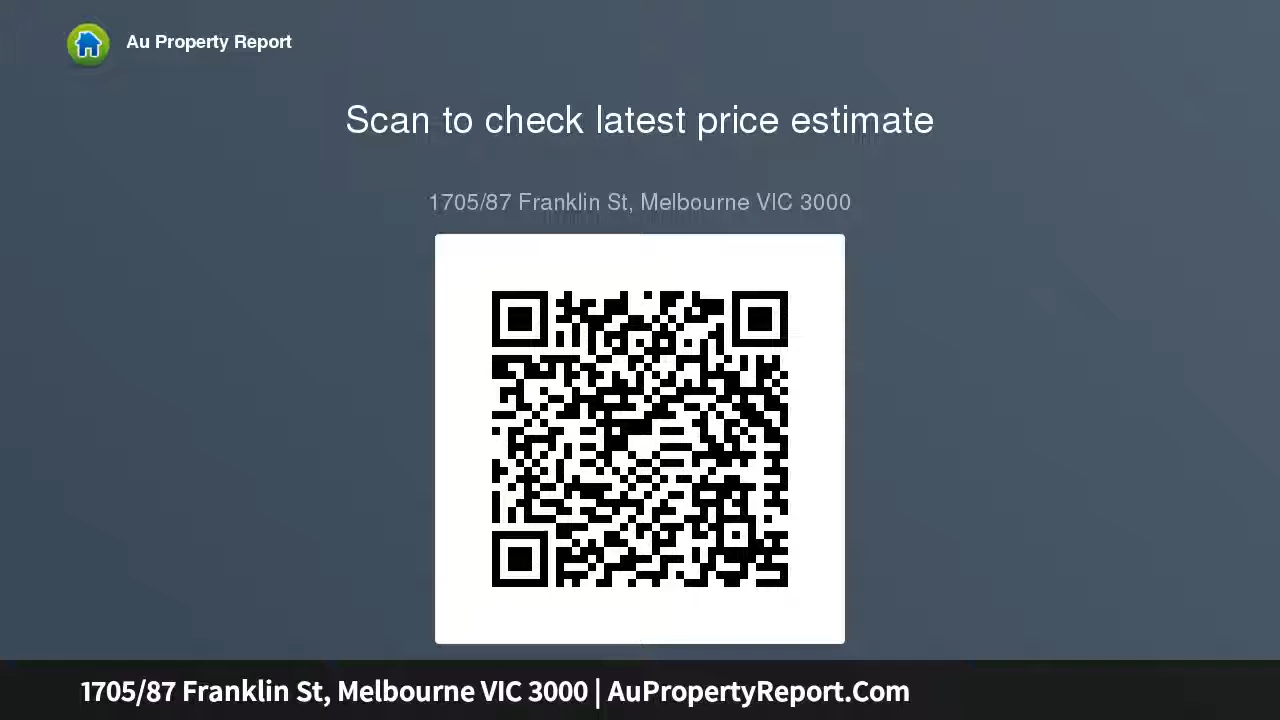 Au Property Report
Scan to check latest price estimate
1705/87 Franklin St, Melbourne VIC 3000
1705/87 Franklin St, Melbourne VIC 3000 | AuPropertyReport.Com